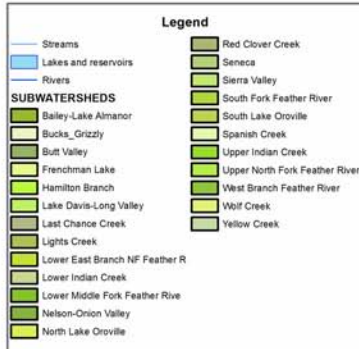 Legend
Streams
Lakes and reservoirs
Rivers
SUBWATERSHEDS
Bailey-Lake Almanor
Bucks_Grizzly
Butt Valley
Frenchman Lake
Hamilton Branch
Lake Davis-Long Valley
Last Chance Creek
Lights Creek
Lower East Branch NF Feather R
Lower Indian Creek
Lower Middle Fork Feather Rive
Nelson-Onion Valley
North Lake Oroville
Red Clover Creek
Seneca
Sierra Valley
South Fork Feather River
South Lake Oroville
Spanish Creek
Upper Indian Creek
Upper North Fork Feather River
West Branch Feather River
Wolf Creek
Yellow Creek